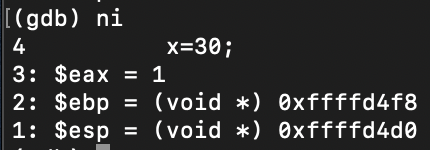 (gdb) ni
4 x=30;
3: $eax = 1
2: $ebp = (void *) 0xffffd4f8
1: $esp = (void *) 0xffffd4d0